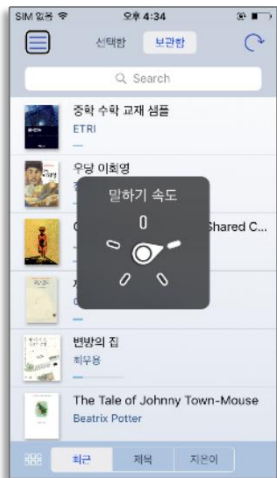 SIM 없음 오후 4:34
선택함 보관함
Search
중학 수학 교재 샘플
ETRI
우당 이회영
말하기 속도
Shared C...
변방의 집
최무용
The Tale of Johnny Town-Mouse
Beatrix Potter
최근 제목 지은이